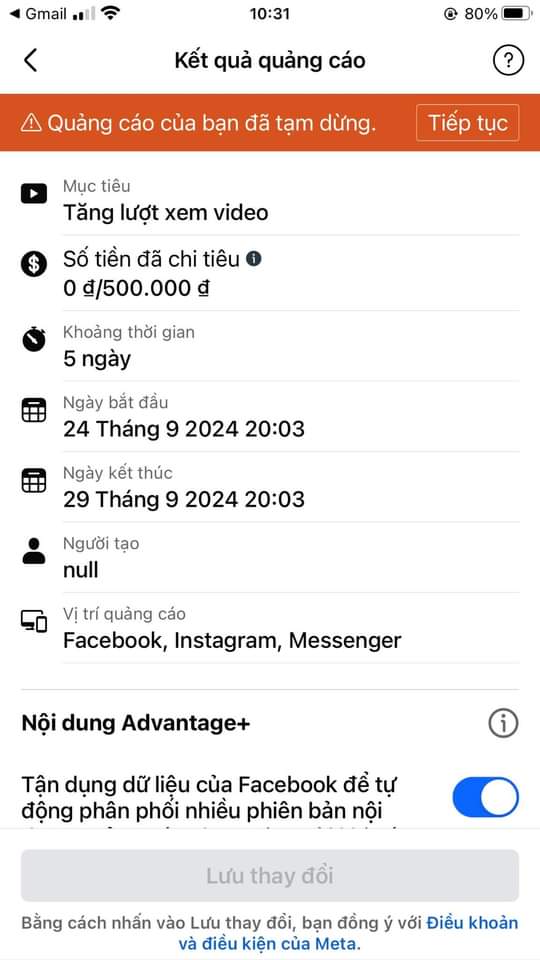 Gmail
10:31
80%
Kết quả quảng cáo
?
Quảng cáo của bạn đã tạm dừng.
Tiếp tục
Mục tiêu
Tăng lượt xem video
Số tiền đã chi tiêu
0 ₫/500.000 ₫
Khoảng thời gian
5 ngày
Ngày bắt đầu
24 Tháng 9 2024 20:03
Ngày kết thúc
29 Tháng 9 2024 20:03
Người tạo
null
Vị trí quảng cáo
Facebook, Instagram, Messenger
Nội dung Advantage+
Tận dụng dữ liệu của Facebook để tự
động phân phối nhiều phiên bản nội
Lưu thay đổi
Bằng cách nhấn vào Lưu thay đổi, bạn đồng ý với Điều khoản
và điều kiện của Meta.